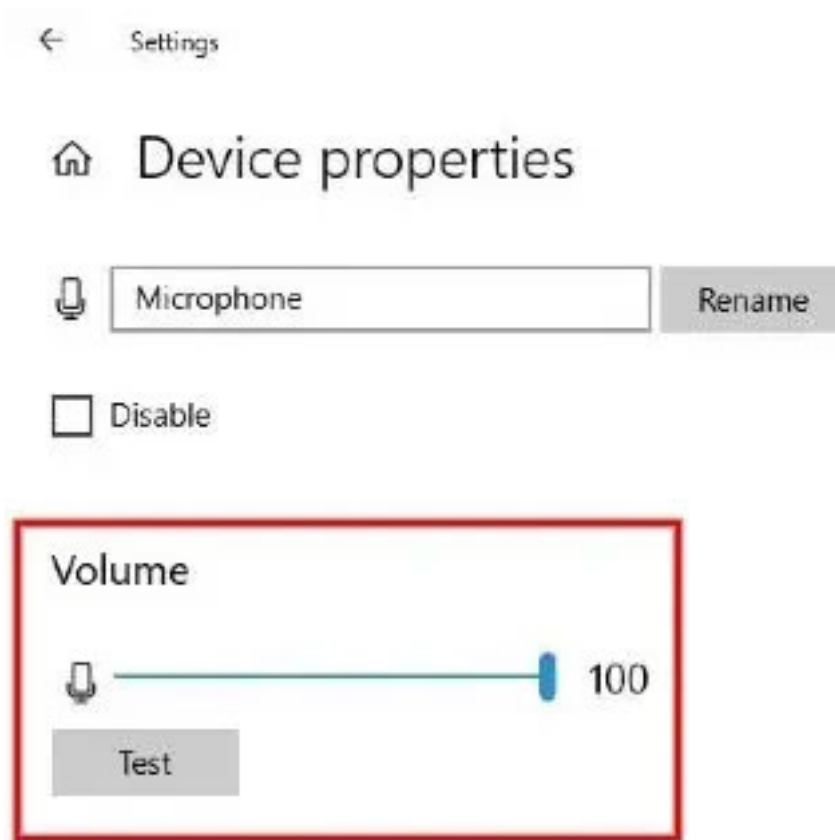 Settings
Device properties
Microphone Rename
Disable
Volume
100
Test